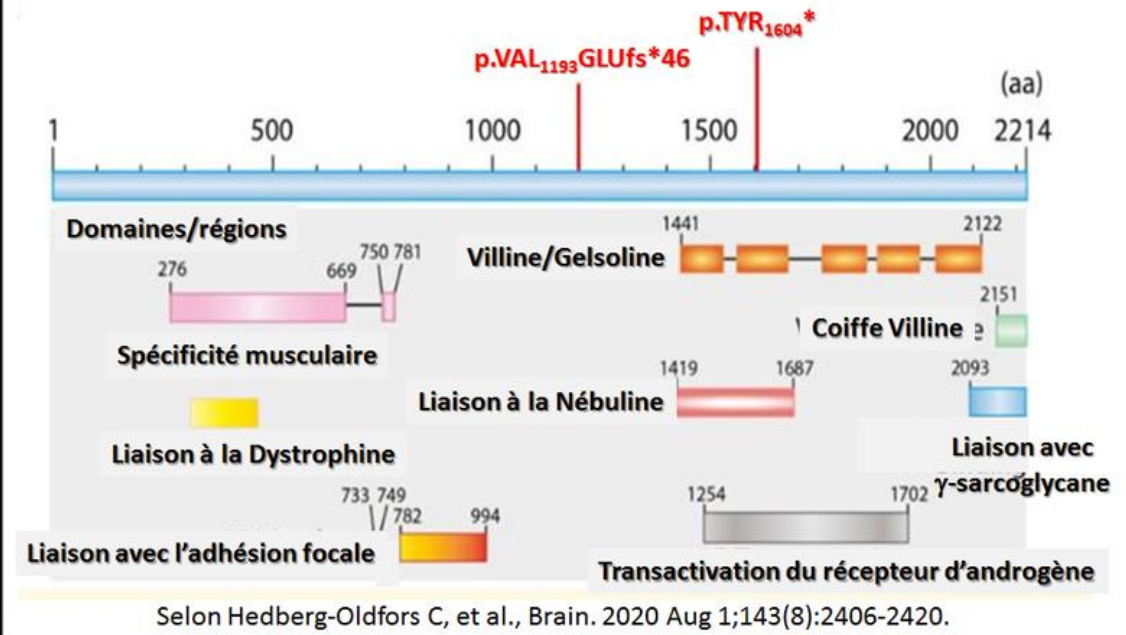 p.TYR1604*
p.VAL1193GLUfs*46
(aa)
1 500 1000 1500 2000 2214
Domaines/régions
1441 2122
Villine/Gelsoline
750 781
276 669
2151
Coiffe Villine
Spécificité musculaire
1419 1687 2093
Liaison à la Nébuline
Liaison à la Dystrophine
Liaison avec
γ-sarcoglycane
733 749
782 994
1254 1702
Liaison avec l'adhésion focale
Transactivation du récepteur d'androgène
Selon Hedberg-Oldfors C, et al., Brain. 2020 Aug 1;143(8):2406-2420.